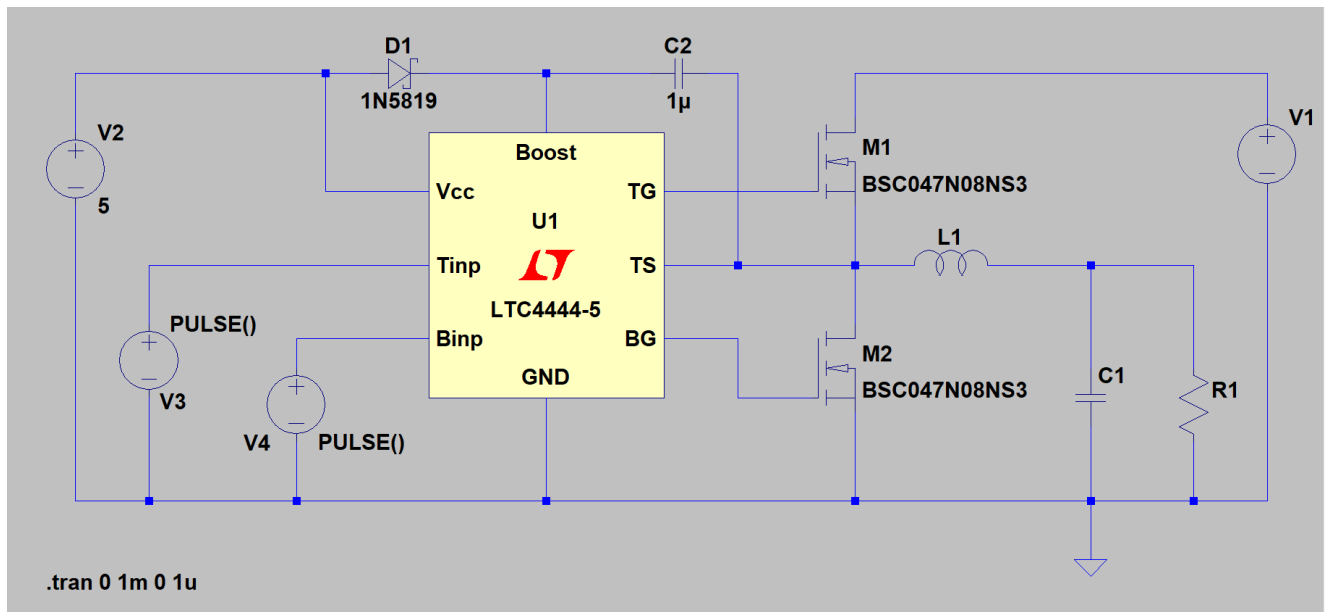 D1
C2
1N5819
1µ
V2
V1
Boost
M1
Vcc
TG
BSC047N08NS3
5
U1
L1
Tinp
TS
LTC4444-5
PULSE()
Binp
BG
M2
GND
C1
BSC047N08NS3
R1
V3
V4
PULSE()
.tran 0 1m 0 1u